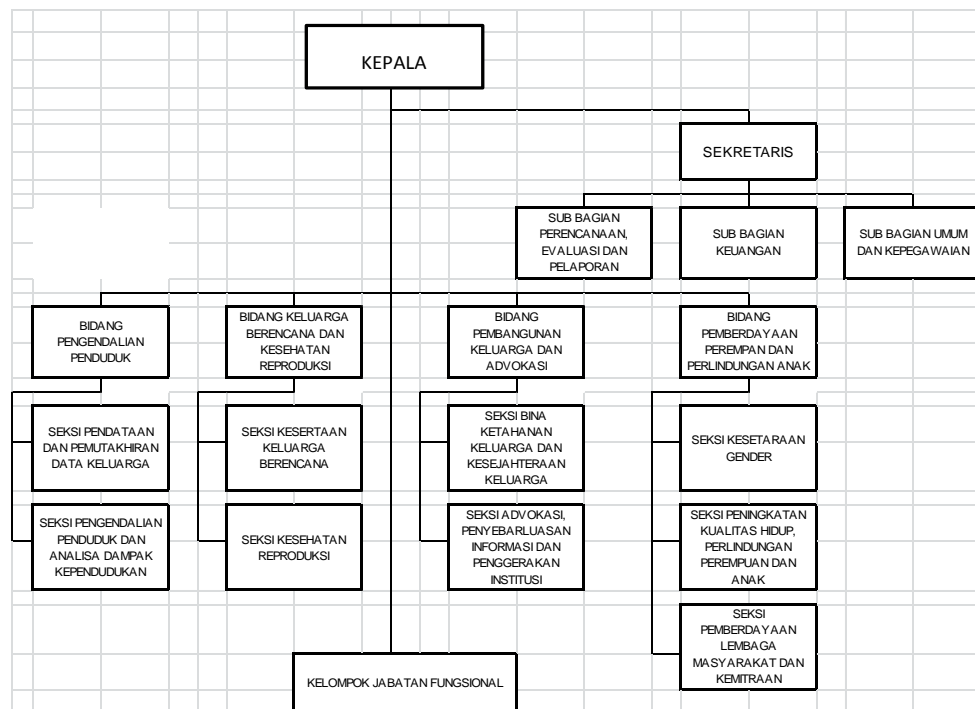 KEPALA
SEKRETARIS
SUB BAGIAN
PERENCANAAN,
EVALUASI DAN
PELAPORAN
SUB BAGIAN
KEUANGAN
SUB BAGIAN UMUM
DAN KEPEGAWAIAN
BIDANG
PENGENDALIAN
PENDUDUK
BIDANG KELUARGA
BERENCANA DAN
KESEHATAN
REPRODUKSI
BIDANG
PEMBANGUNAN
KELUARGA DAN
ADVOKASI
BIDANG
PEMBERDAYAAN
PEREMPAN DAN
PERLINDUNGAN ANAK
SEKSI PENDATAAN
DAN PEMUTAKHIRAN
DATA KELUARGA
SEKSI KESERTAAN
KELUARGA
BERENCANA
SEKSI BINA
KETAHANAN
KELUARGA DAN
KESEJAHTERAAN
KELUARGA
SEKSI KESETARAAN
GENDER
SEKSI PENGENDALIAN
PENDUDUK DAN
ANALISA DAMPAK
KEPENDUDUKAN
SEKSI KESEHATAN
REPRODUKSI
SEKSI ADVOKASI,
PENYEBARLUASAN
INFORMASI DAN
PENGGERAKAN
INSTITUSI
SEKSI PENINGKATAN
KUALITAS HIDUP,
PERLINDUNGAN
PEREMPUAN DAN
ANAK
SEKSI
PEMBERDAYAAN
LEMBAGA
MASYARAKAT DAN
KEMITRAAN
KELOMPOK JABATAN FUNGSIONAL